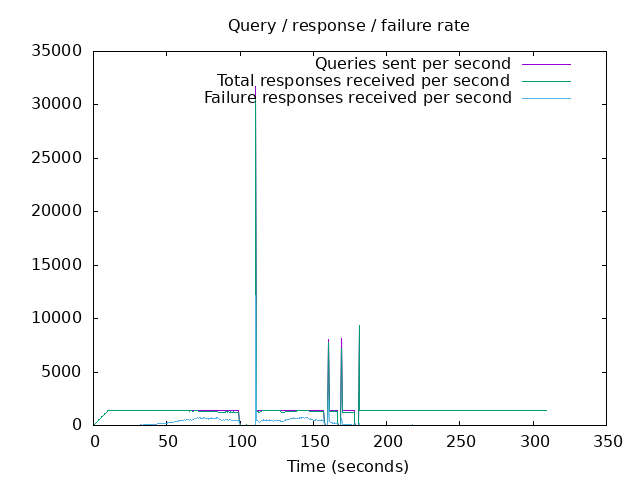 Query / response / failure rate
35000
30000
25000
20000
15000
10000
5000
0
Queries sent per second
Total responses received per second
Failure responses received per second
0 50 100 150 200 250 300 350
Time (seconds)